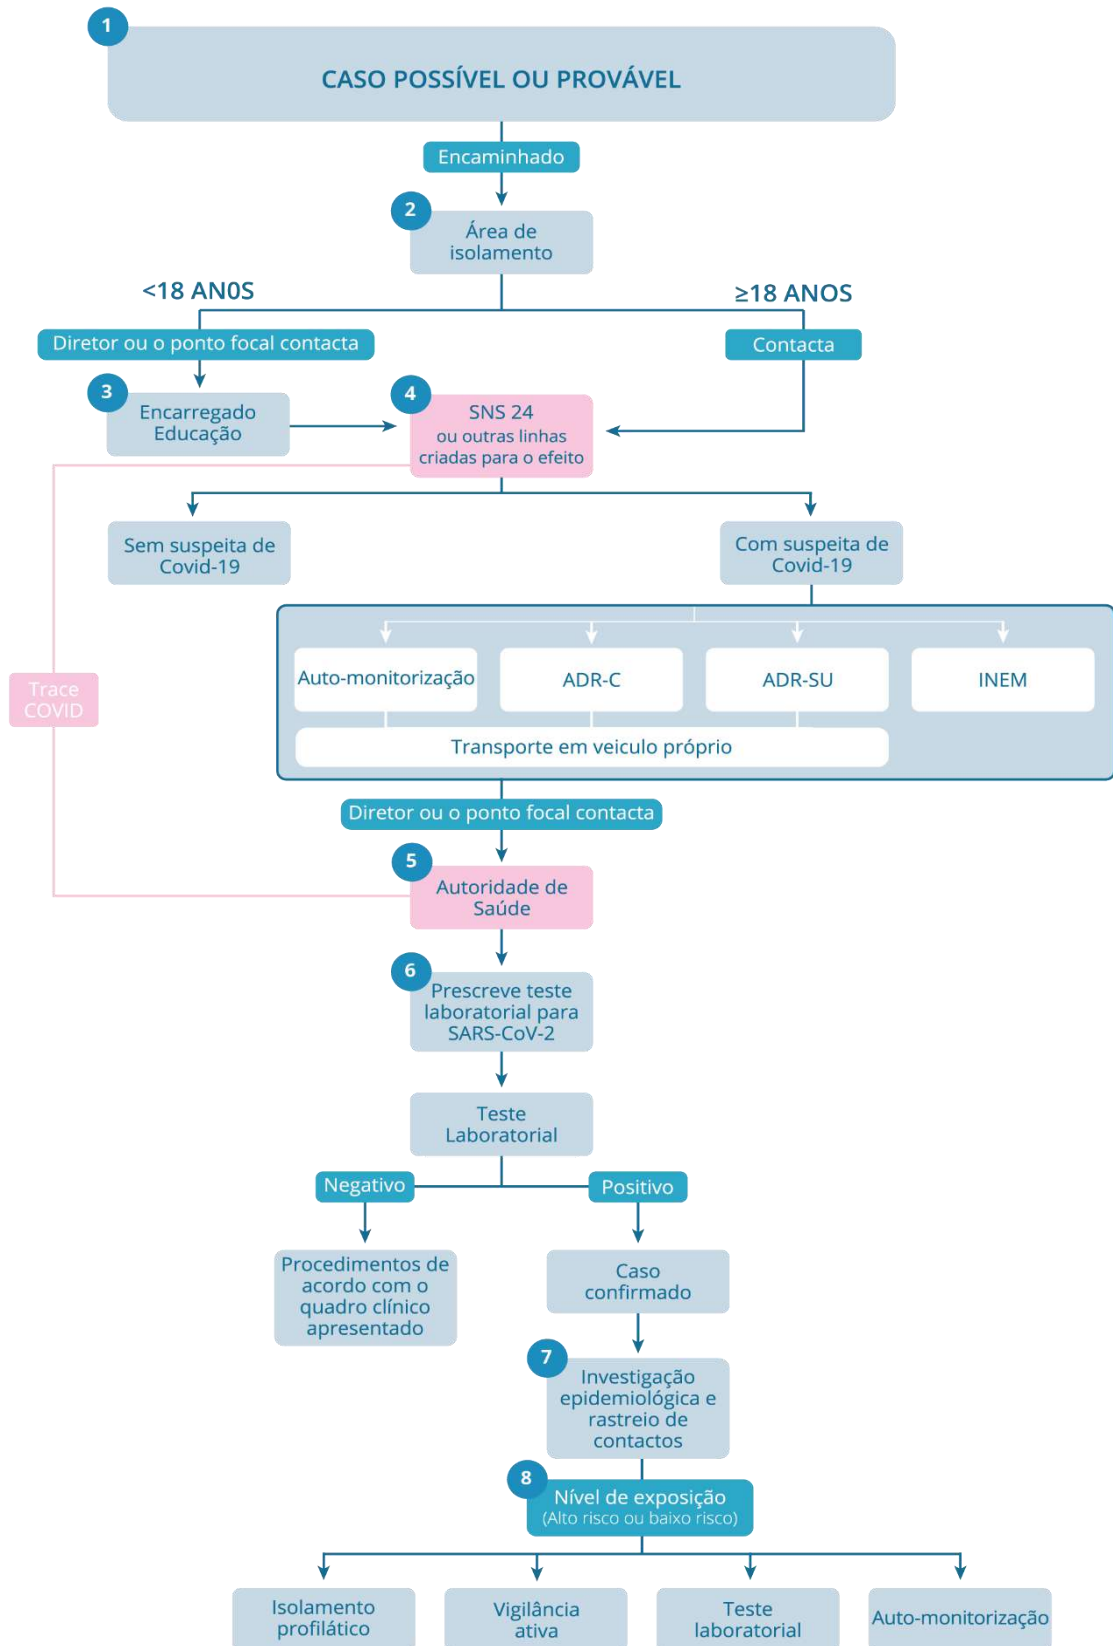 1
CASO POSSÍVEL OU PROVÁVEL
Encaminhado
2
Área de
isolamento
<18 AN0S
≥18 ANOS
Diretor ou o ponto focal contacta
Contacta
3
Encarregado
Educação
4
SNS 24
ou outras linhas
criadas para o efeito
Sem suspeita de
Covid-19
Com suspeita de
Covid-19
Auto-monitorização
ADR-C
ADR-SU
INEM
Trace
COVID
Transporte em veiculo próprio
Diretor ou o ponto focal contacta
5
Autoridade de
Saúde
6
Prescreve teste
laboratorial para
SARS-CoV-2
Teste
Laboratorial
Negativo
Positivo
Procedimentos de
acordo com o
quadro clínico
apresentado
Caso
confirmado
7
Investigação
epidemiológica e
rastreio de
contactos
8
Nível de exposição
(Alto risco ou baixo risco)
Isolamento
profilático
Vigilância
ativa
Teste
laboratorial
Auto-monitorização